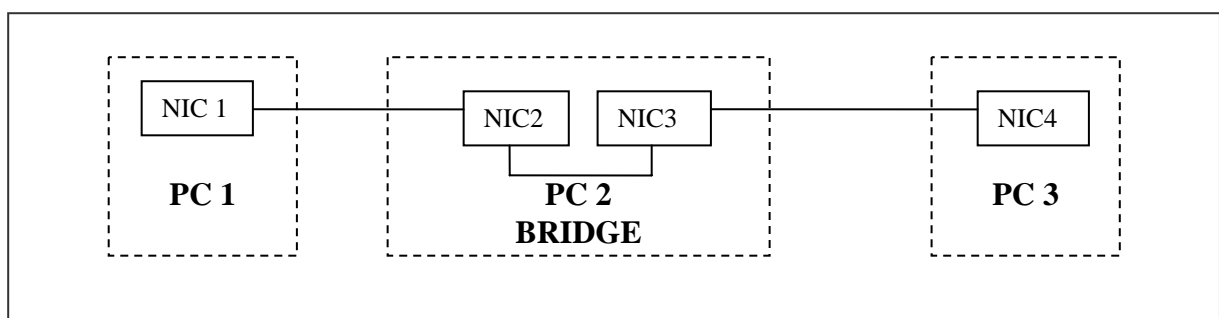 NIC 1
NIC2
NIC3
NIC4
PC 1
PC 2
BRIDGE
PC 3